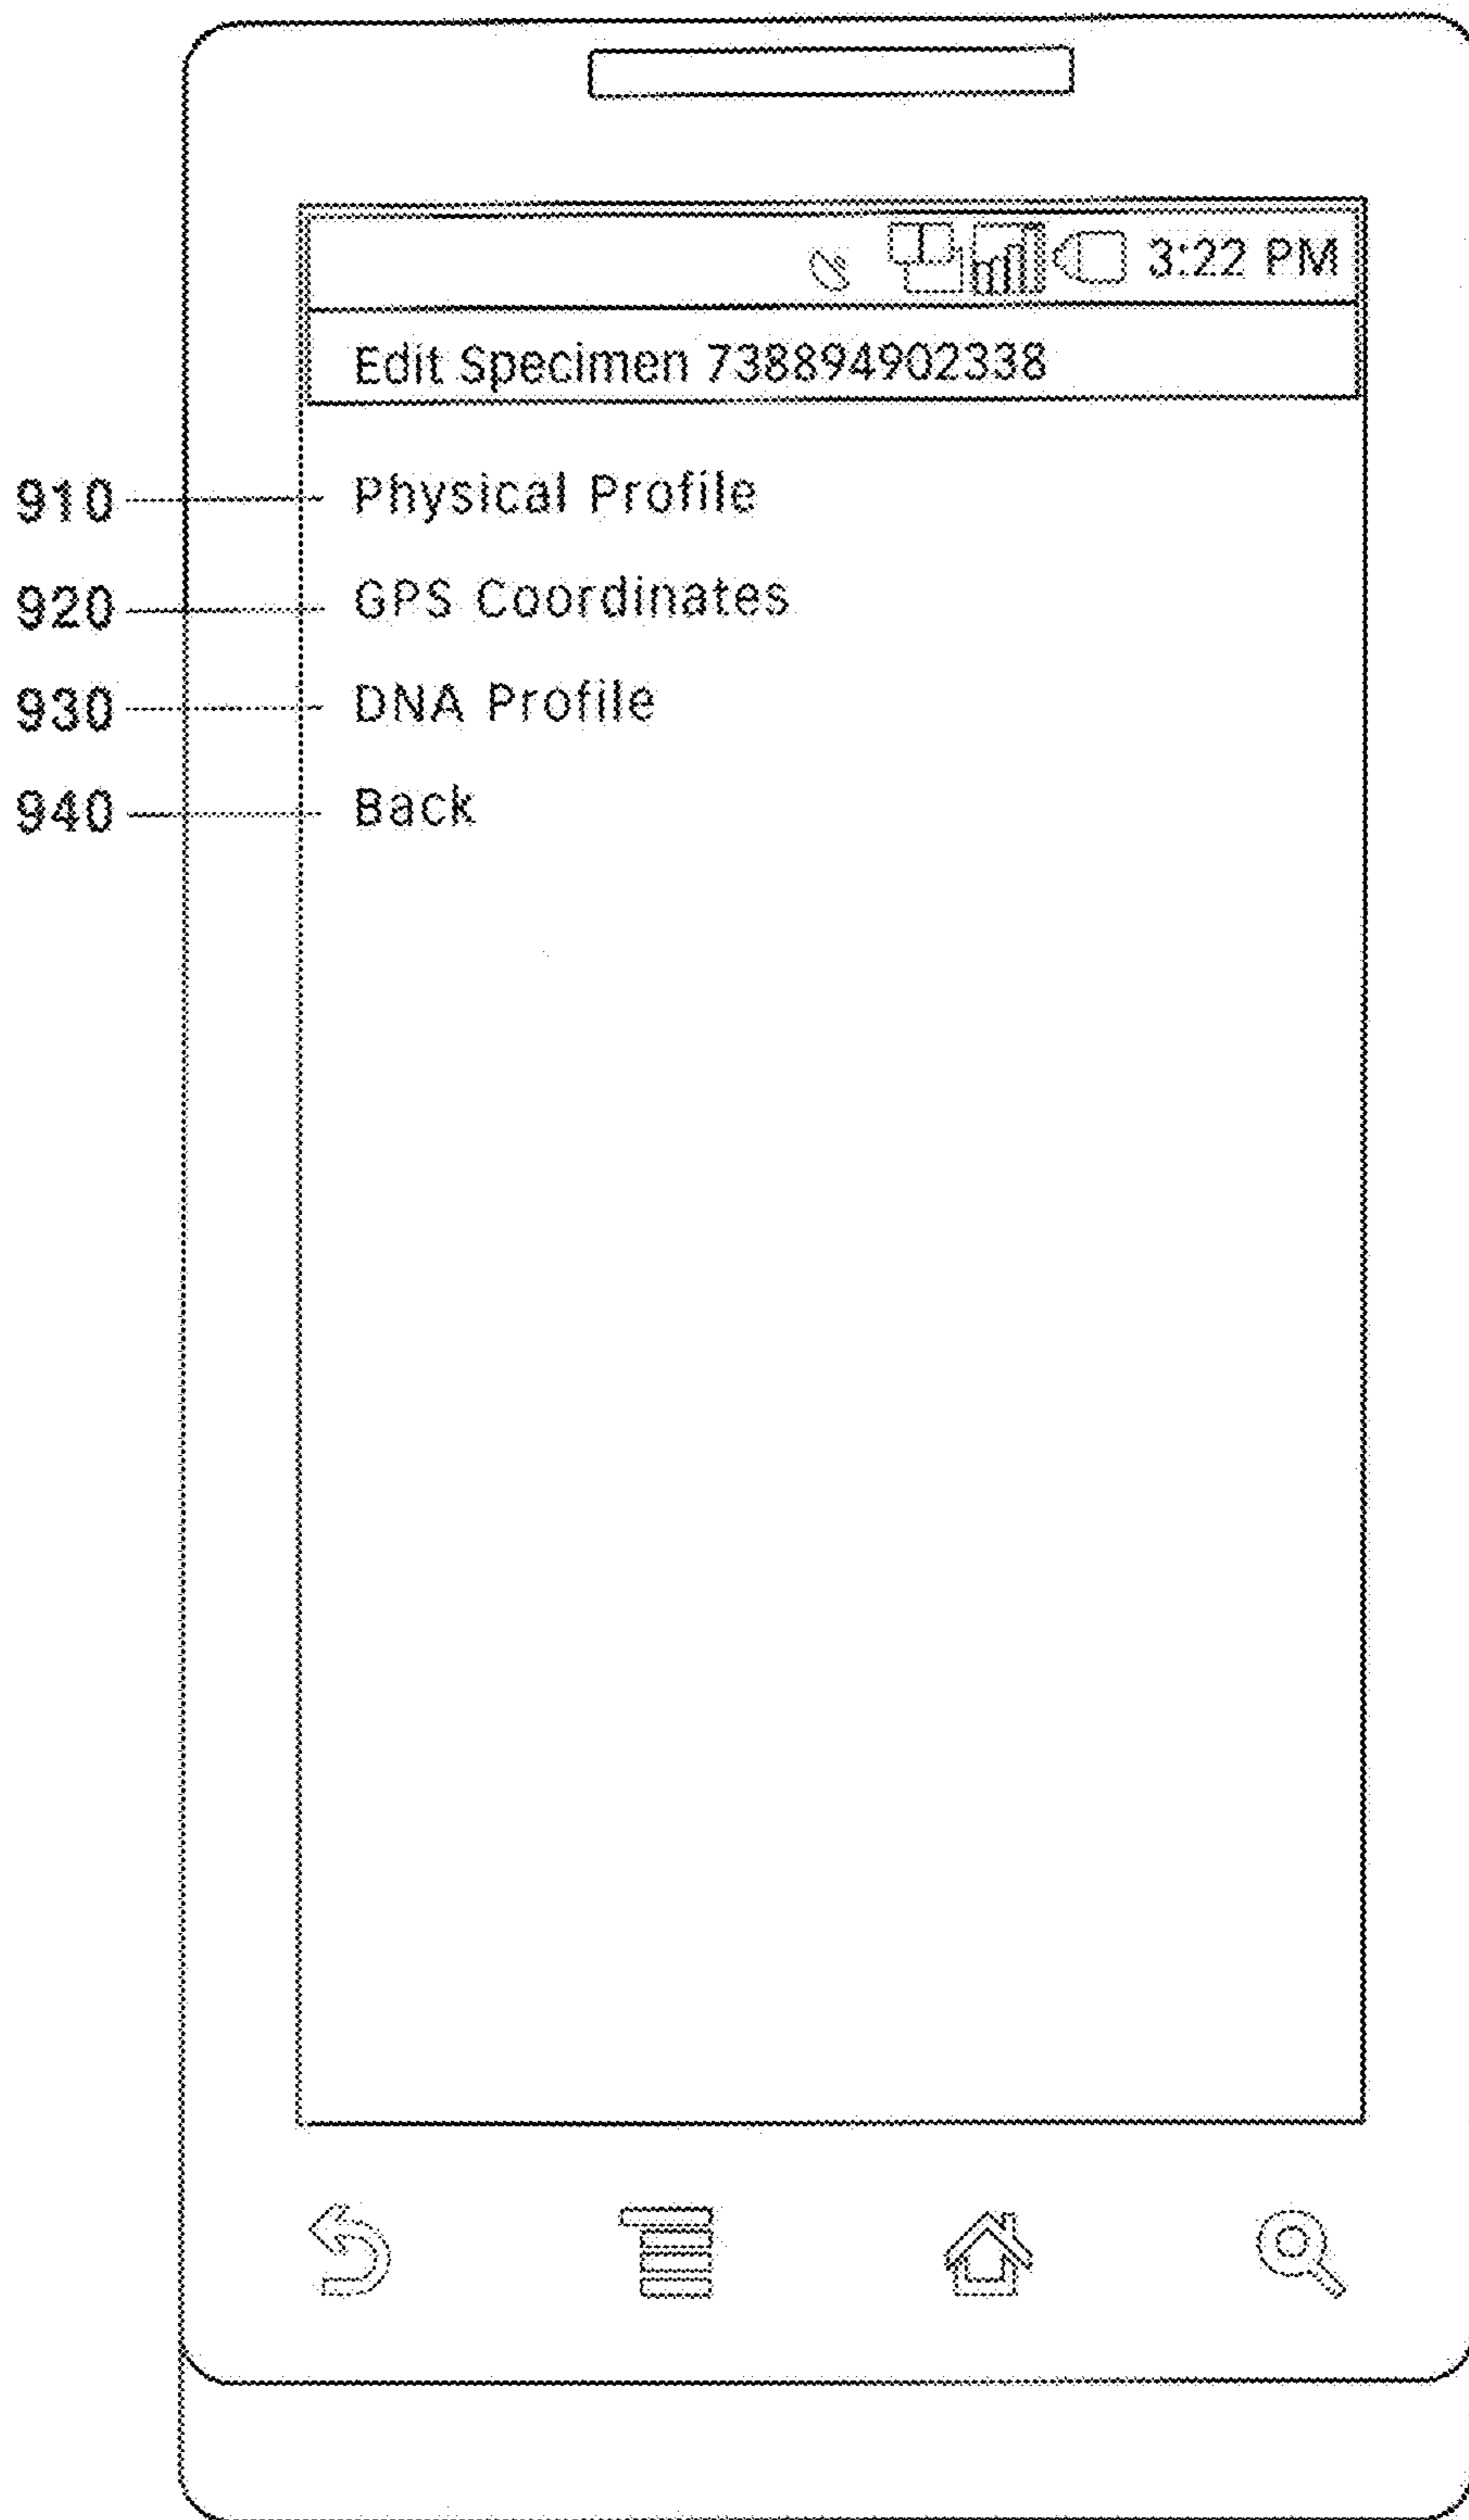 3:22 PM
Edit Specimen 738894902338
910 Physical Profile
920 GPS Coordinates
930 DNA Profile
940 Back